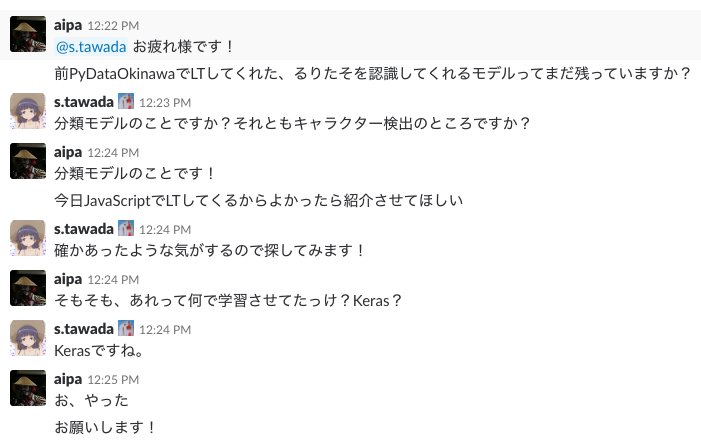 aipa 12:22 PM
@s.tawada お疲れ様です！
前PyDataOkinawaでLTしてくれた、るりたそを認識してくれるモデルってまだ残っていますか？
s.tawada 12:23 PM
分類モデルのことですか？それともキャラクター検出のところですか？
aipa 12:24 PM
分類モデルのことです！
今日JavaScriptでLTしてくるからよかったら紹介させてほしい
s.tawada 12:24 PM
確かあったような気がするので探してみます！
aipa 12:24 PM
そもそも、あれって何で学習させてたっけ？Keras？
s.tawada 12:24 PM
Kerasですね。
aipa 12:25 PM
お、やった
お願いします！